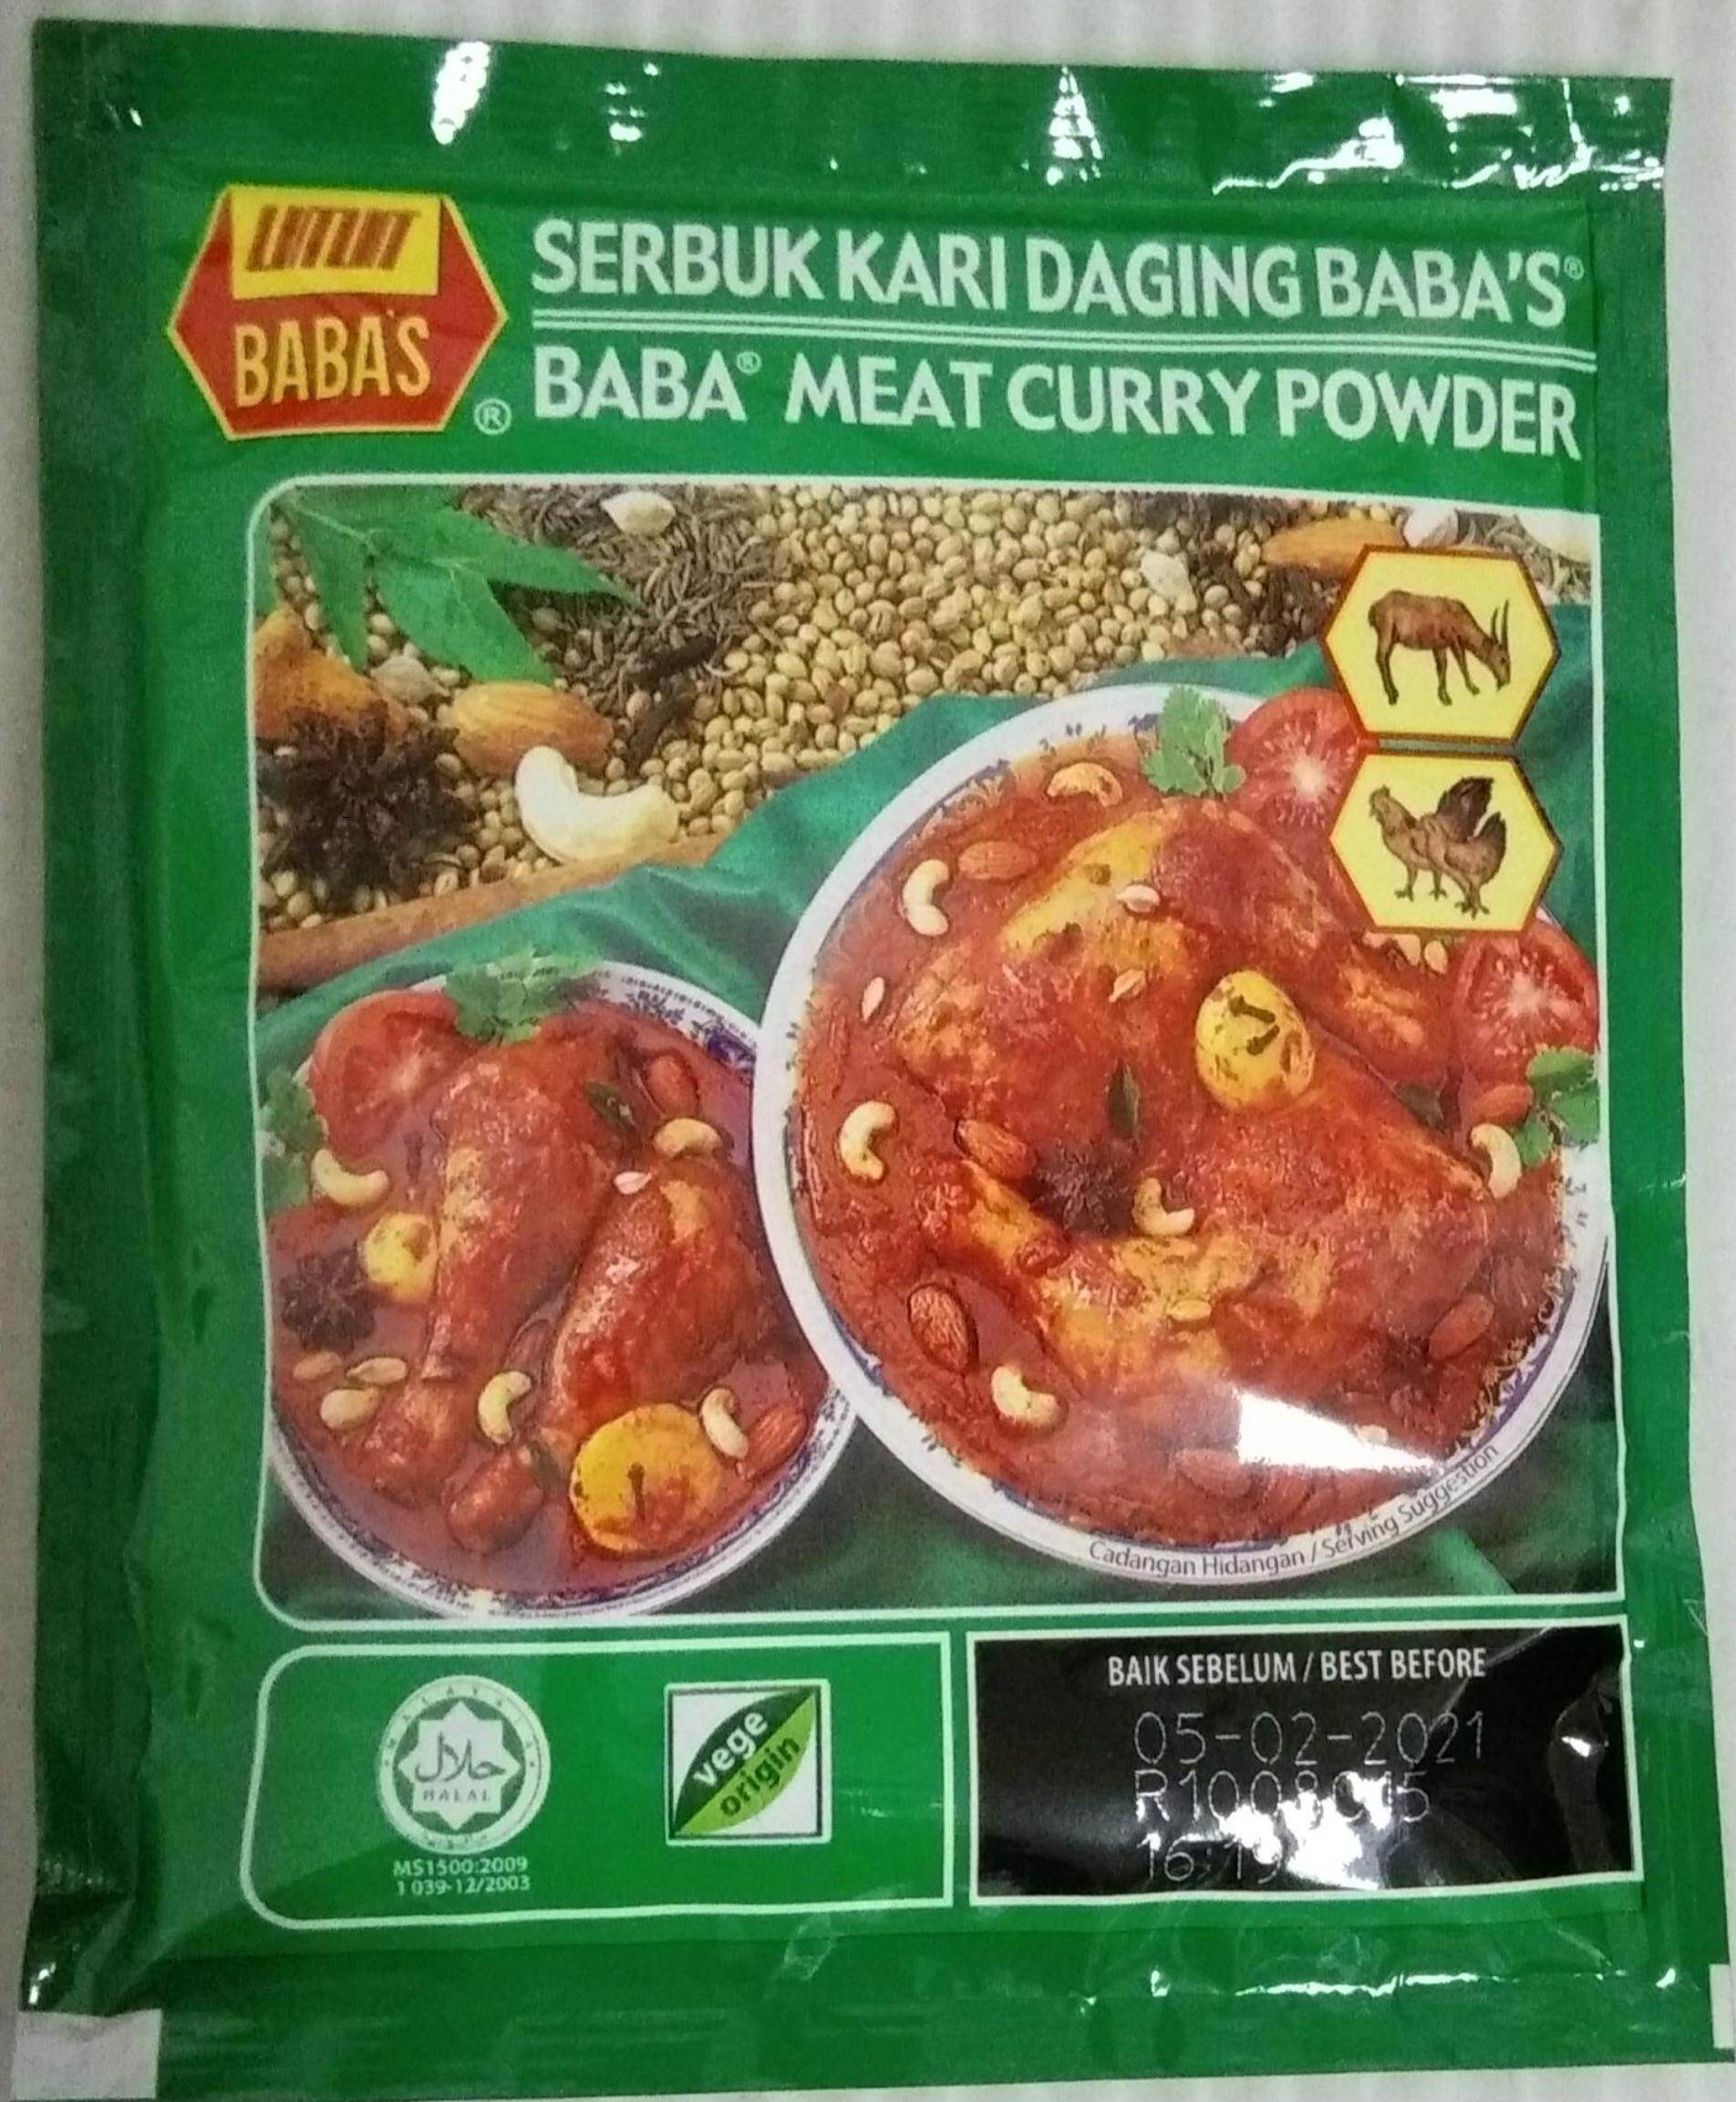 BABA'S
®
SERBUK KARI DAGING BABA'S®
BABA® MEAT CURRY POWDER
Cadangan Hidangan / Serving Suggestion
حلال
HALAL
MS1500:2009
1 039-12/2003
vege
origin
BAIK SEBELUM / BEST BEFORE
05-02-2021